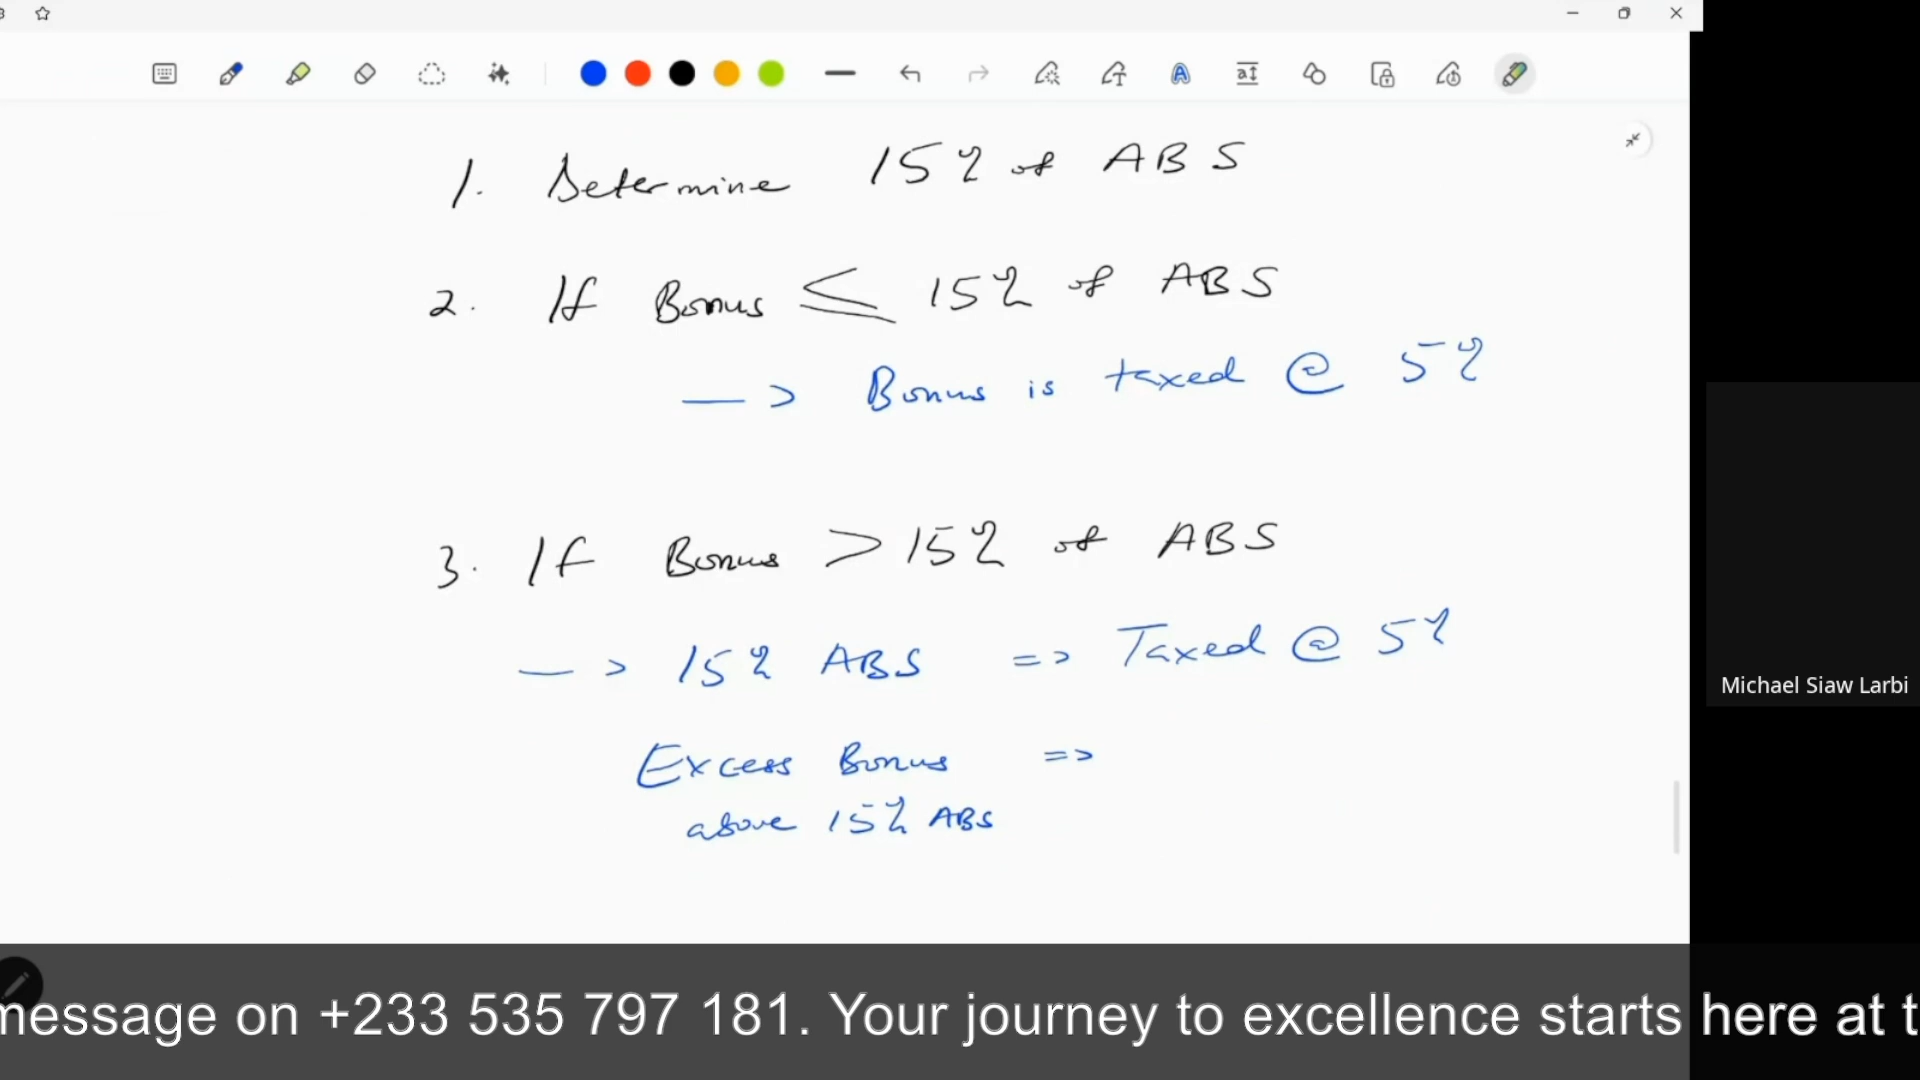 1. Determine 15% of ABS
2. If Bonus ≤ 15% of ABS
—> Bonus is taxed @ 5%
3. If Bonus > 15% of ABS
—> 15% ABS => Taxed @ 5%
Excess Bonus =>
above 15% ABS
Michael Siaw Larbi
message on +233 535 797 181. Your journey to excellence starts here at t